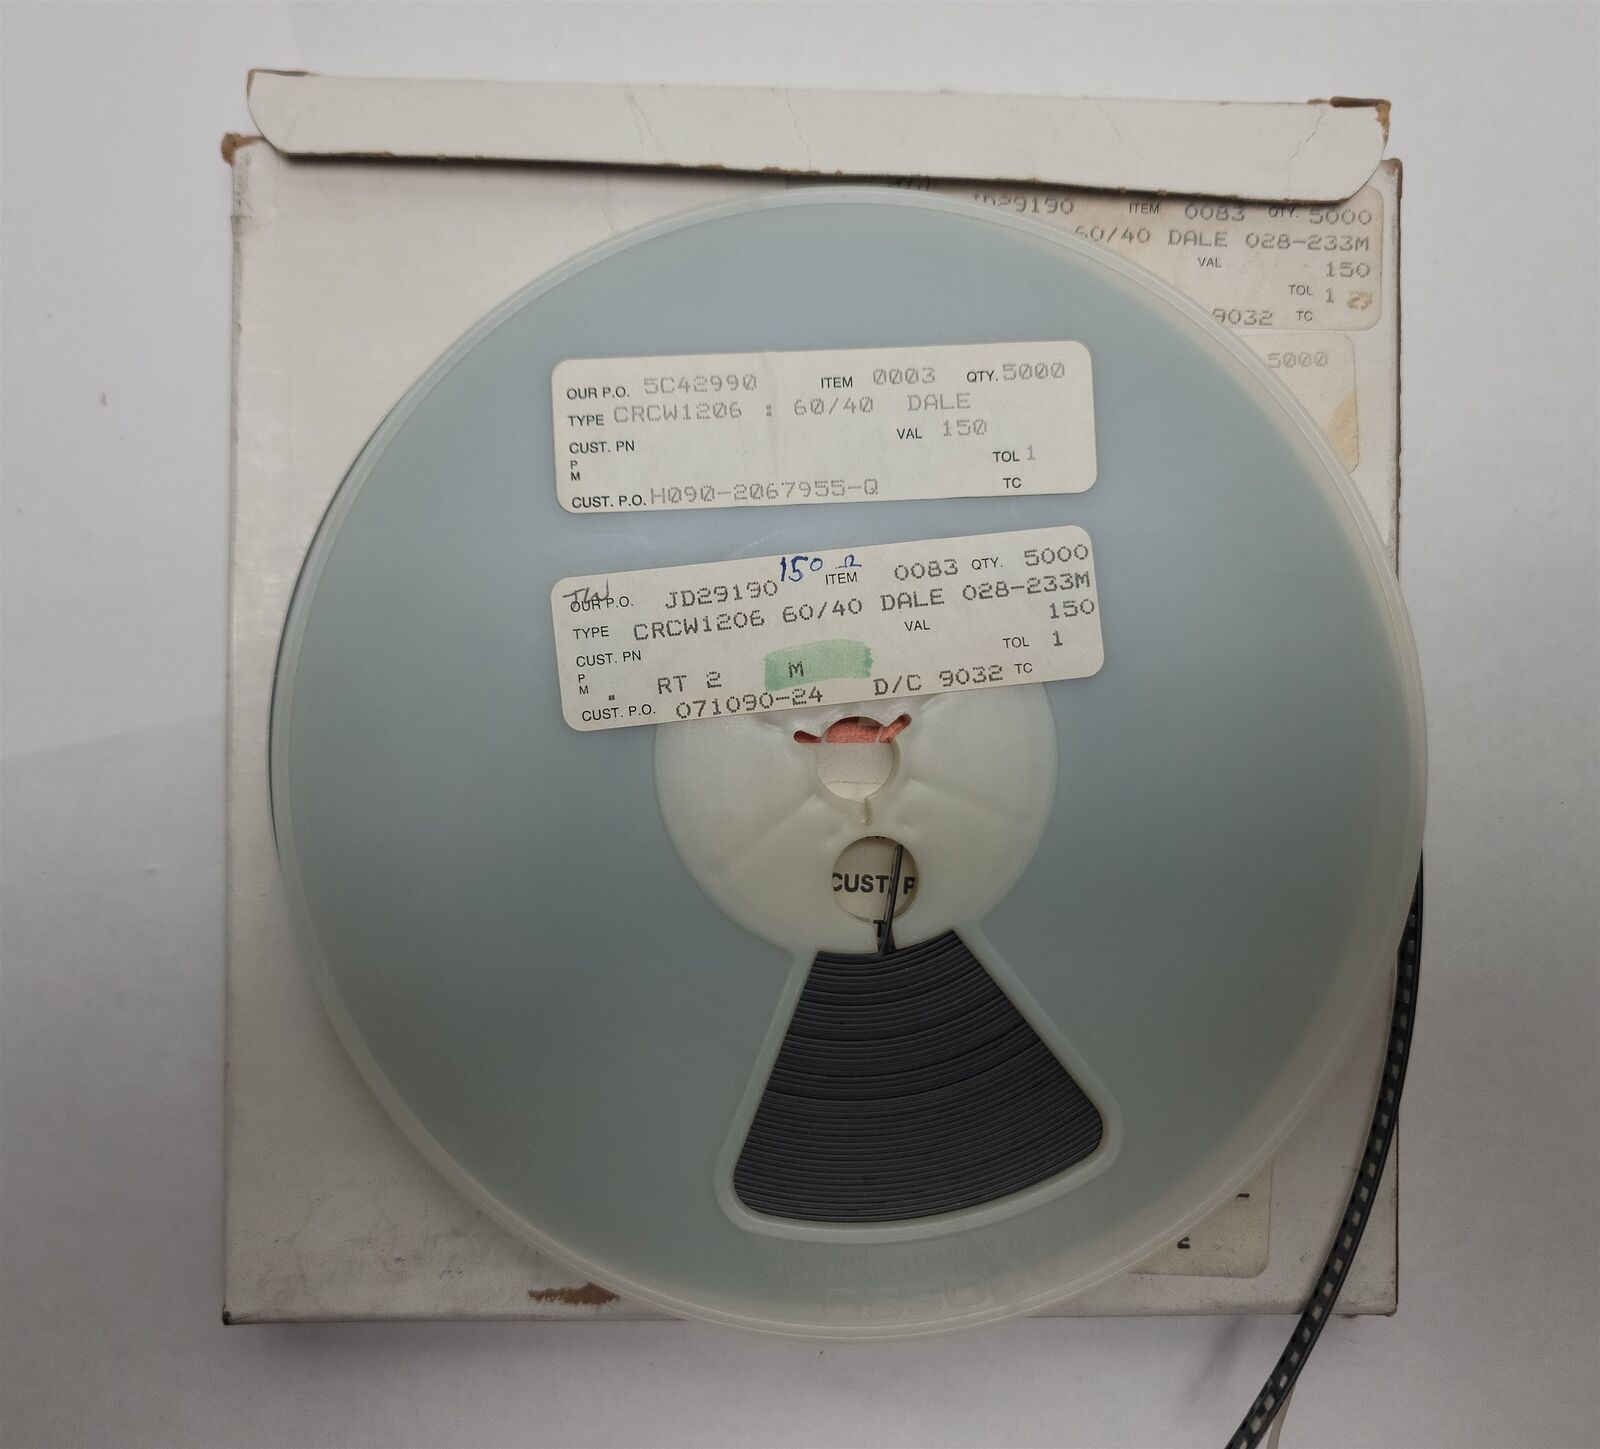 9190 ITEM 0083 QTY. 5000
60/40 DALE 028-233M
VAL 150
TOL 1
9032 TC
5000
OUR P.O. 5C42990 ITEM 0003 QTY. 5000
TYPE CRCW1206 : 60/40 DALE
VAL 150
CUST. PN
P
M
TOL 1
CUST. P.O. H090-2067955-Q TC
150 Ω
OUR P.O. JD29190 ITEM 0083 QTY. 5000
TYPE CRCW1206 60/40 DALE 028-233M
VAL 150
CUST. PN
TOL 1
P
M . RT 2 M D/C 9032 TC
CUST. P.O. 071090-24
CUST. P
2